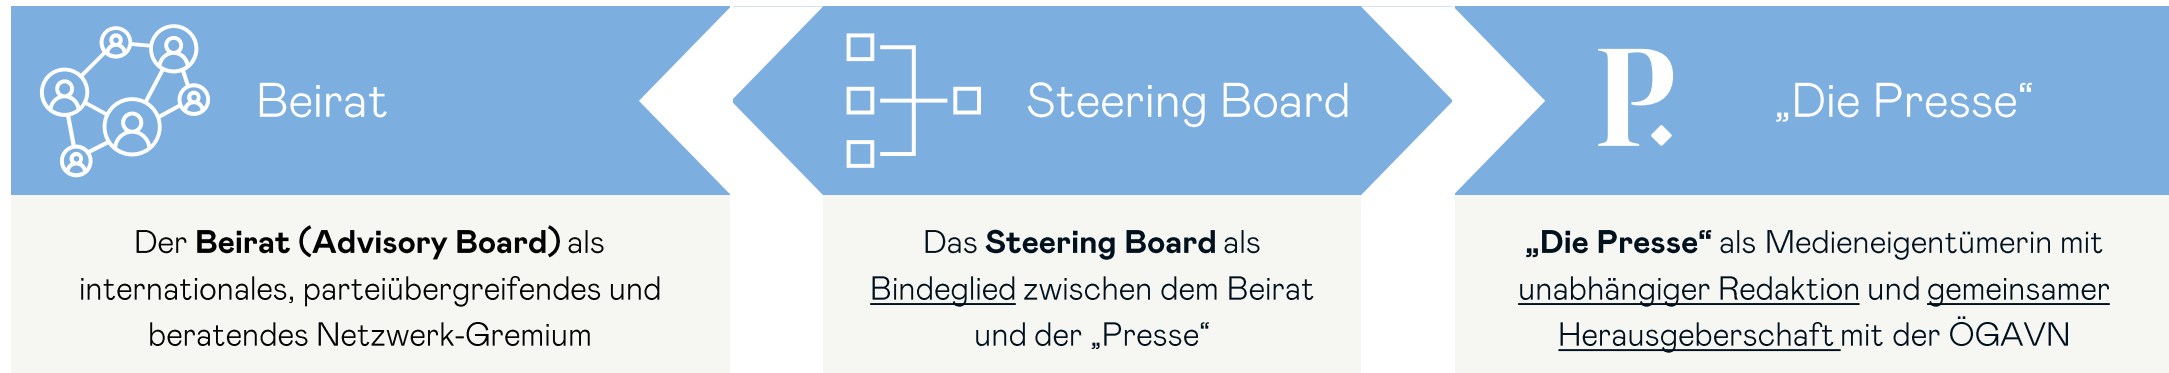 Beirat
Der Beirat (Advisory Board) als
internationales, parteiübergreifendes und
beratendes Netzwerk-Gremium
Steering Board
Das Steering Board als
Bindeglied zwischen dem Beirat
und der „Presse“
P.
„Die Presse“
„Die Presse“ als Medieneigentümerin mit
unabhängiger Redaktion und gemeinsamer
Herausgeberschaft mit der ÖGAVN